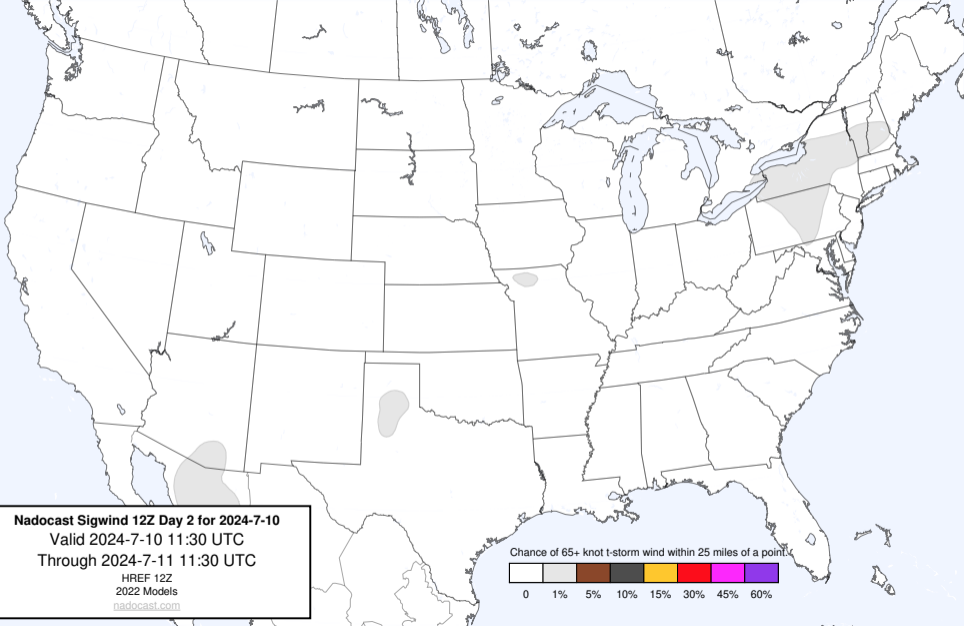 Nadocast Sigwind 12Z Day 2 for 2024-7-10
Valid 2024-7-10 11:30 UTC
Through 2024-7-11 11:30 UTC
HREF 12Z
2022 Models
nadocast.com
Chance of 65+ knot t-storm wind within 25 miles of a point.
0 1% 5% 10% 15% 30% 45% 60%